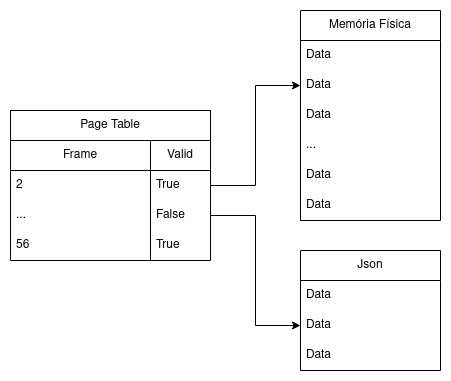 Memória Física
Data
Data
Data
...
Data
Data
Page Table
Frame Valid
2 True
... False
56 True
Json
Data
Data
Data